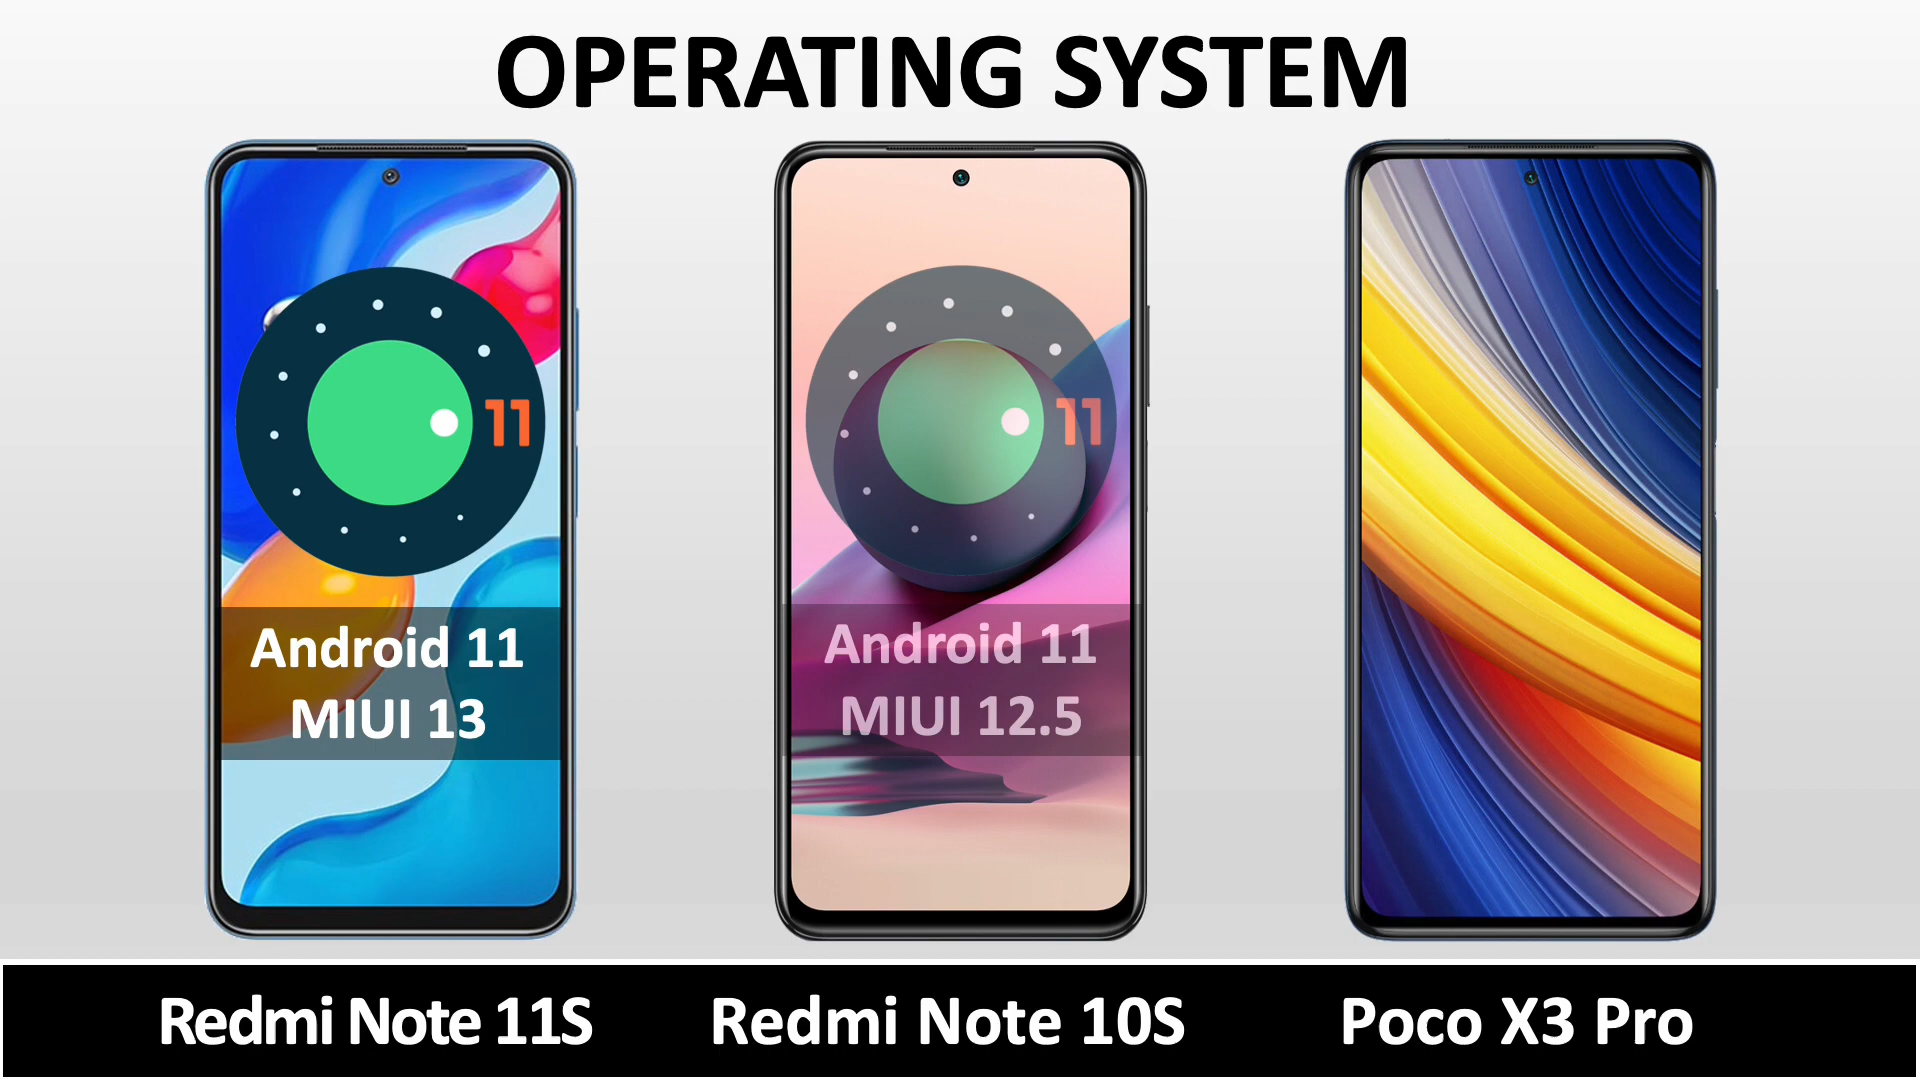 OPERATING SYSTEM
11
11
Android 11
MIUI 13
Android 11
MIUI 12.5
Redmi Note 11S
Redmi Note 10S
Poco X3 Pro